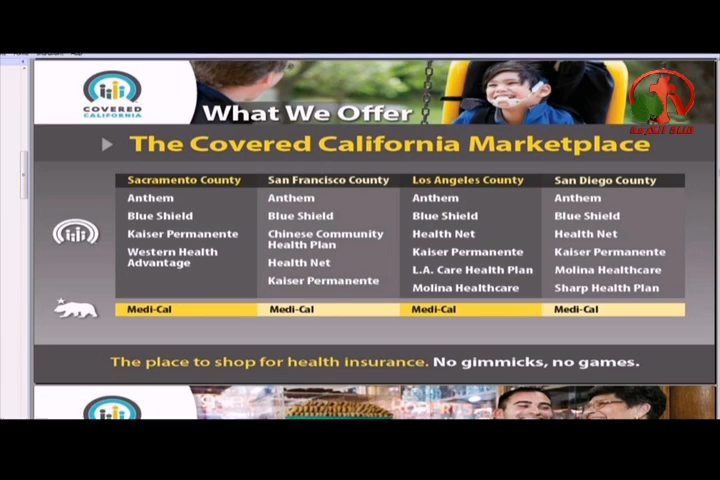 COVERED
CALIFORNIA
What We Offer
The Covered California Marketplace
Sacramento County
Anthem
Blue Shield
Kaiser Permanente
Western Health
Advantage
San Francisco County
Anthem
Blue Shield
Chinese Community
Health Plan
Health Net
Kaiser Permanente
Los Angeles County
Anthem
Blue Shield
Health Net
Kaiser Permanente
L.A. Care Health Plan
Molina Healthcare
San Diego County
Anthem
Blue Shield
Health Net
Kaiser Permanente
Molina Healthcare
Sharp Health Plan
Medi-Cal
Medi-Cal
Medi-Cal
Medi-Cal
The place to shop for health insurance. No gimmicks, no games.